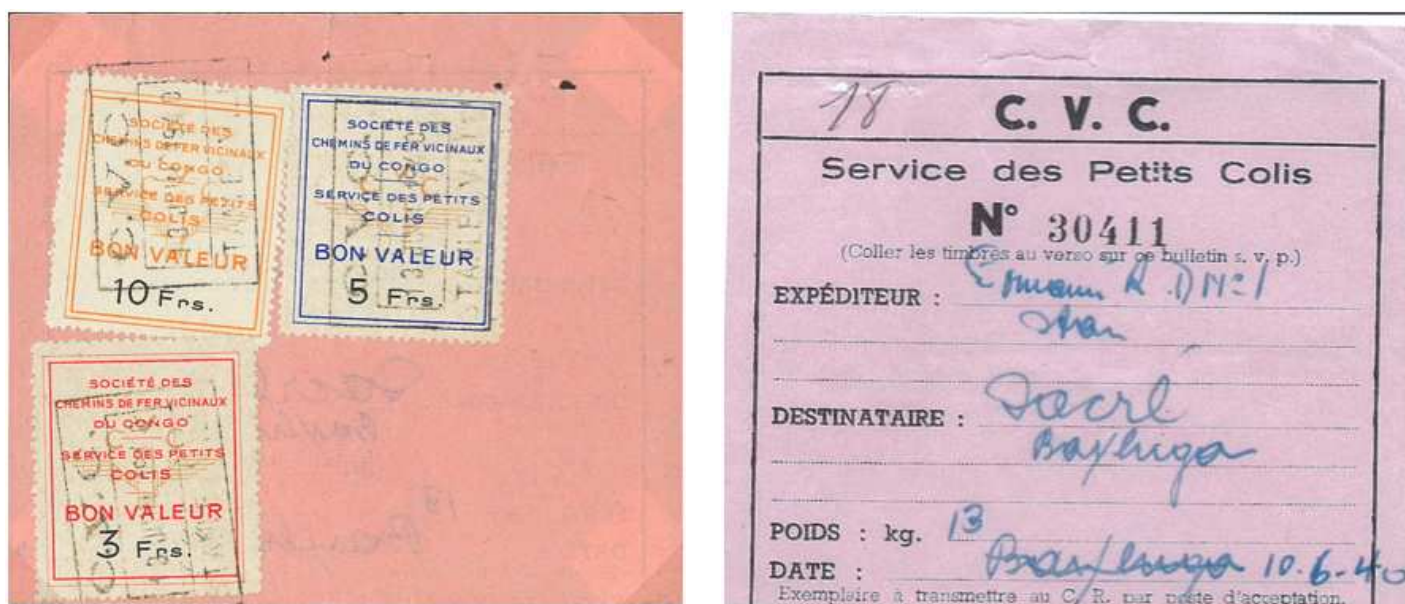 SOCIÉTÉ DES
CHEMINS DE FER VICINAUX
DU CONGO
SERVICE DES PETITS
COLIS
BON VALEUR
10 Frs.
SOCIÉTÉ DES
CHEMINS DE FER VICINAUX
DU CONGO
SERVICE DES PETITS
COLIS
BON VALEUR
5 Frs.
SOCIÉTÉ DES
CHEMINS DE FER VICINAUX
DU CONGO
SERVICE DES PETITS
COLIS
BON VALEUR
3 Frs.
18
C. V. C.
Service des Petits Colis
N° 30411
(Coller les timbres au verso sur ce bulletin s. v. p.)
EXPÉDITEUR :
DESTINATAIRE : Sacré
POIDS : kg. 13
DATE : 10-6-40
Exemplaire à transmettre au C. R. par poste d'acceptation.